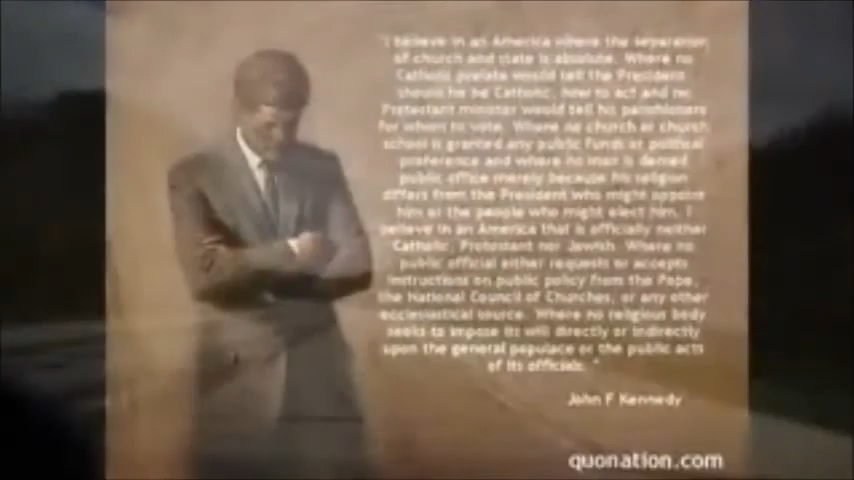 "I believe in an America where the separation
of church and state is absolute. Where no
Catholic prelate would tell the President
should he be Catholic, how to act and no
Protestant minister would tell his parishioners
for whom to vote. Where no church or church
school is granted any public funds or political
preference and where no man is denied
public office merely because his religion
differs from the President who might appoint
him or the people who might elect him. I
believe in an America that is officially neither
Catholic, Protestant nor Jewish. Where no
public official either requests or accepts
instructions on public policy from the Pope,
the National Council of Churches, or any other
ecclesiastical source. Where no religious body
seeks to impose its will directly or indirectly
upon the general populace or the public acts
of its officials. "
John F Kennedy
quonation.com